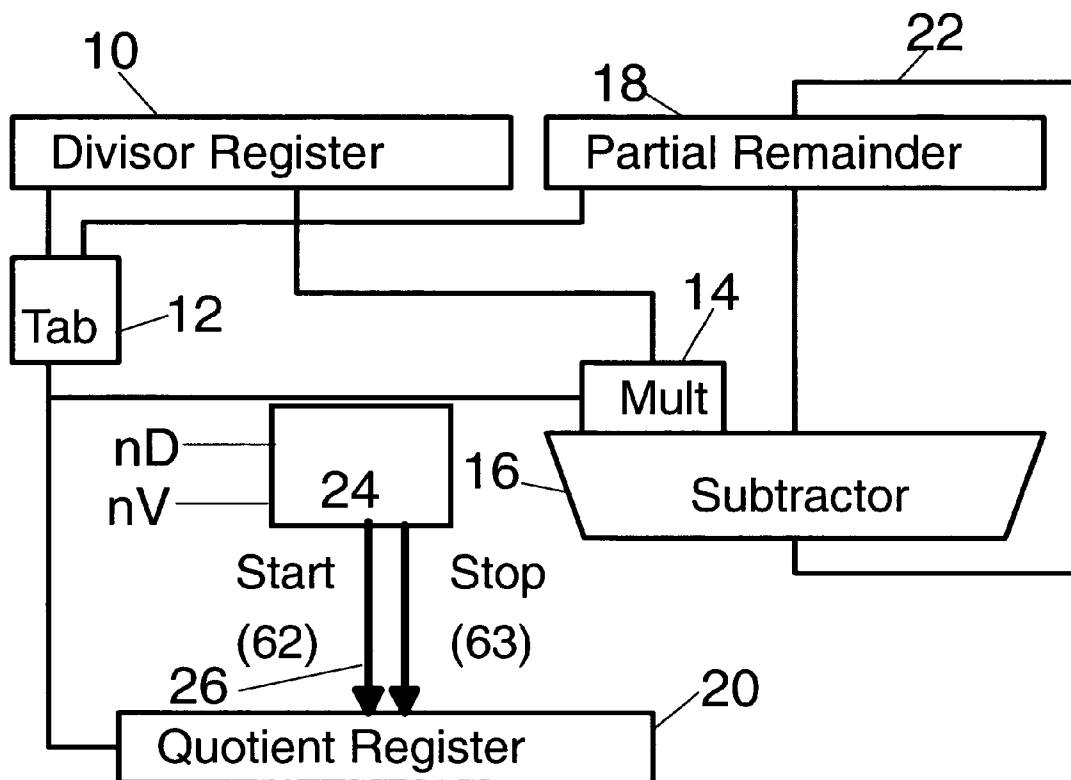 10
18
22
Divisor Register
Partial Remainder
Tab
12
14
Mult
nD
nV
24
16
Subtractor
Start
(62)
Stop
(63)
26
20
Quotient Register